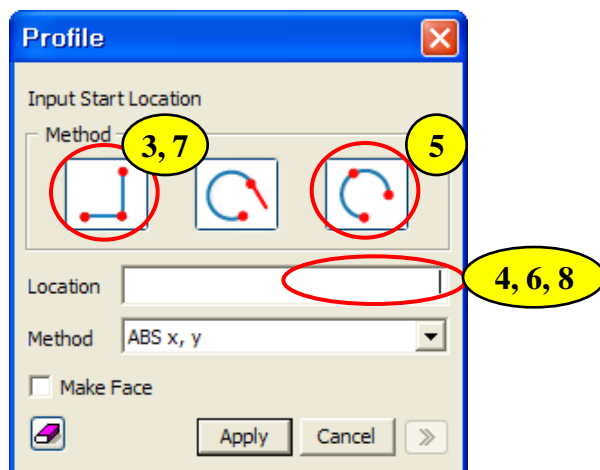 Profile
Input Start Location
Method
3, 7
5
Location
4, 6, 8
Method ABS x, y
Make Face
Apply Cancel